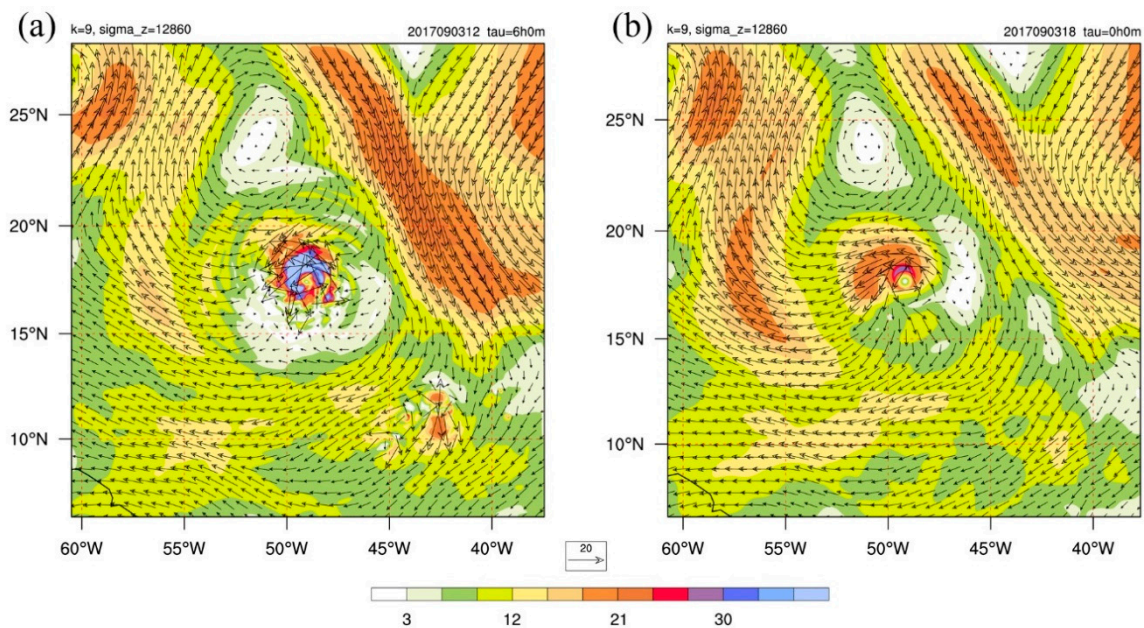 (a)
k=9, sigma_z=12860 2017090312 tau=6h0m
25°N
20°N
15°N
10°N
60°W 55°W 50°W 45°W 40°W
(b)
k=9, sigma_z=12860 2017090318 tau=0h0m
25°N
20°N
15°N
10°N
60°W 55°W 50°W 45°W 40°W
20
3 12 21 30